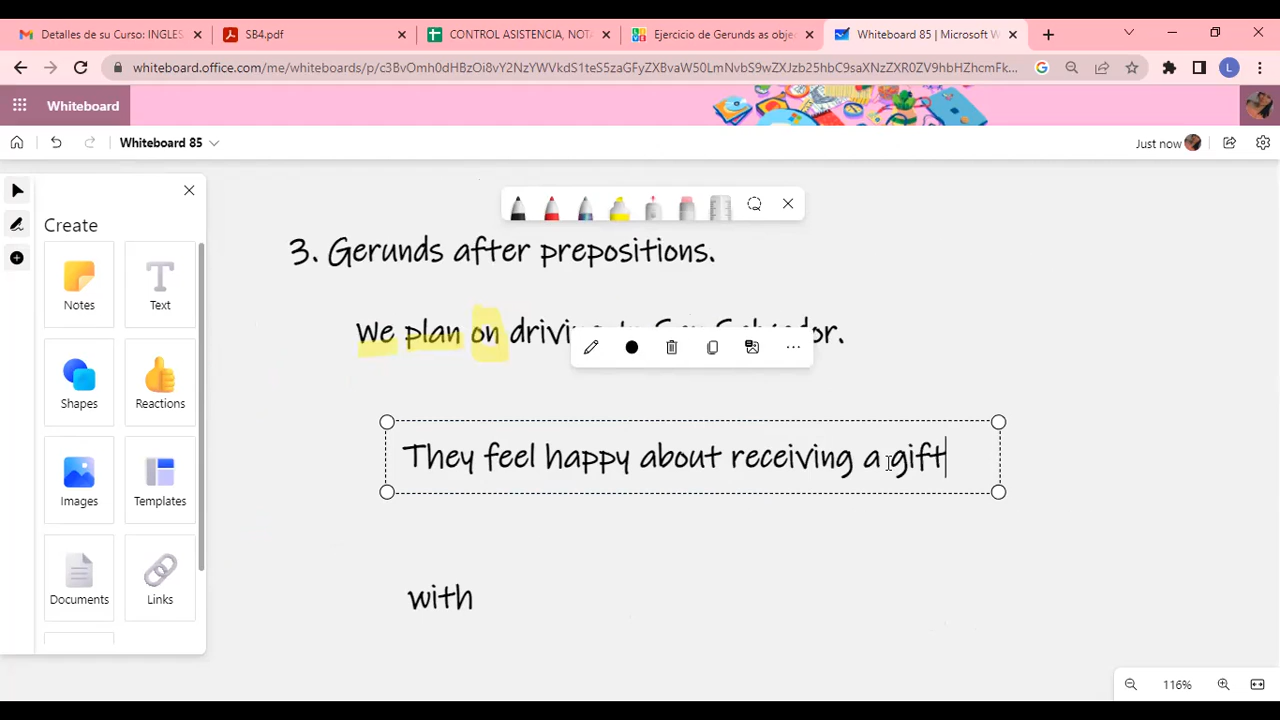 Detalles de su Curso: INGLES
SB4.pdf
CONTROL ASISTENCIA, NOTA
Ejercicio de Gerunds as obje
Whiteboard 85 | Microsoft W
L
Whiteboard
Whiteboard 85
Just now
Create
Notes
Text
Shapes
Reactions
Images
Templates
Documents
Links
3. Gerunds after prepositions.
We plan on
They feel happy about receiving a gift
with
116%